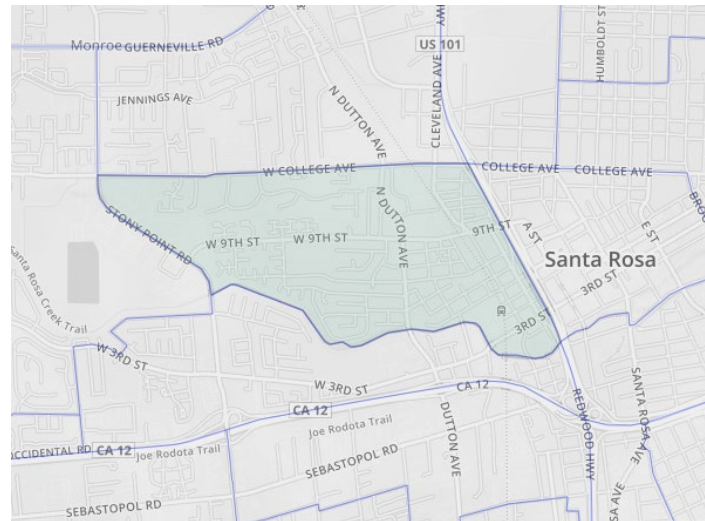 Monroe
GUERNEVILLE RD
US 101
HWY
HUMBOLDT ST
JENNINGS AVE
N DUTTON AVE
CLEVELAND AVE
W COLLEGE AVE
COLLEGE AVE
COLLEGE AVE
STONY POINT RD
N DUTTON AVE
W 9TH ST
W 9TH ST
9TH ST
A ST
E ST
BRO
Santa Rosa
Santa Rosa Creek Trail
3RD ST
3RD ST
W 3RD ST
W 3RD ST
CA 12
CA 12
CA 12
Joe Rodota Trail
Joe Rodota Trail
OCCIDENTAL RD
DUTTON AVE
REDWOOD HWY
SANTA ROSA AVE
SEBASTOPOL RD
SEBASTOPOL RD
SA AVE